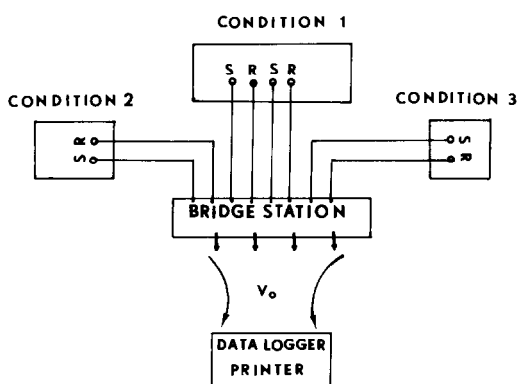 CONDITION 1
S R S R
CONDITION 2
R
S
CONDITION 3
S
R
BRIDGE STATION
Vo
DATA LOGGER
PRINTER